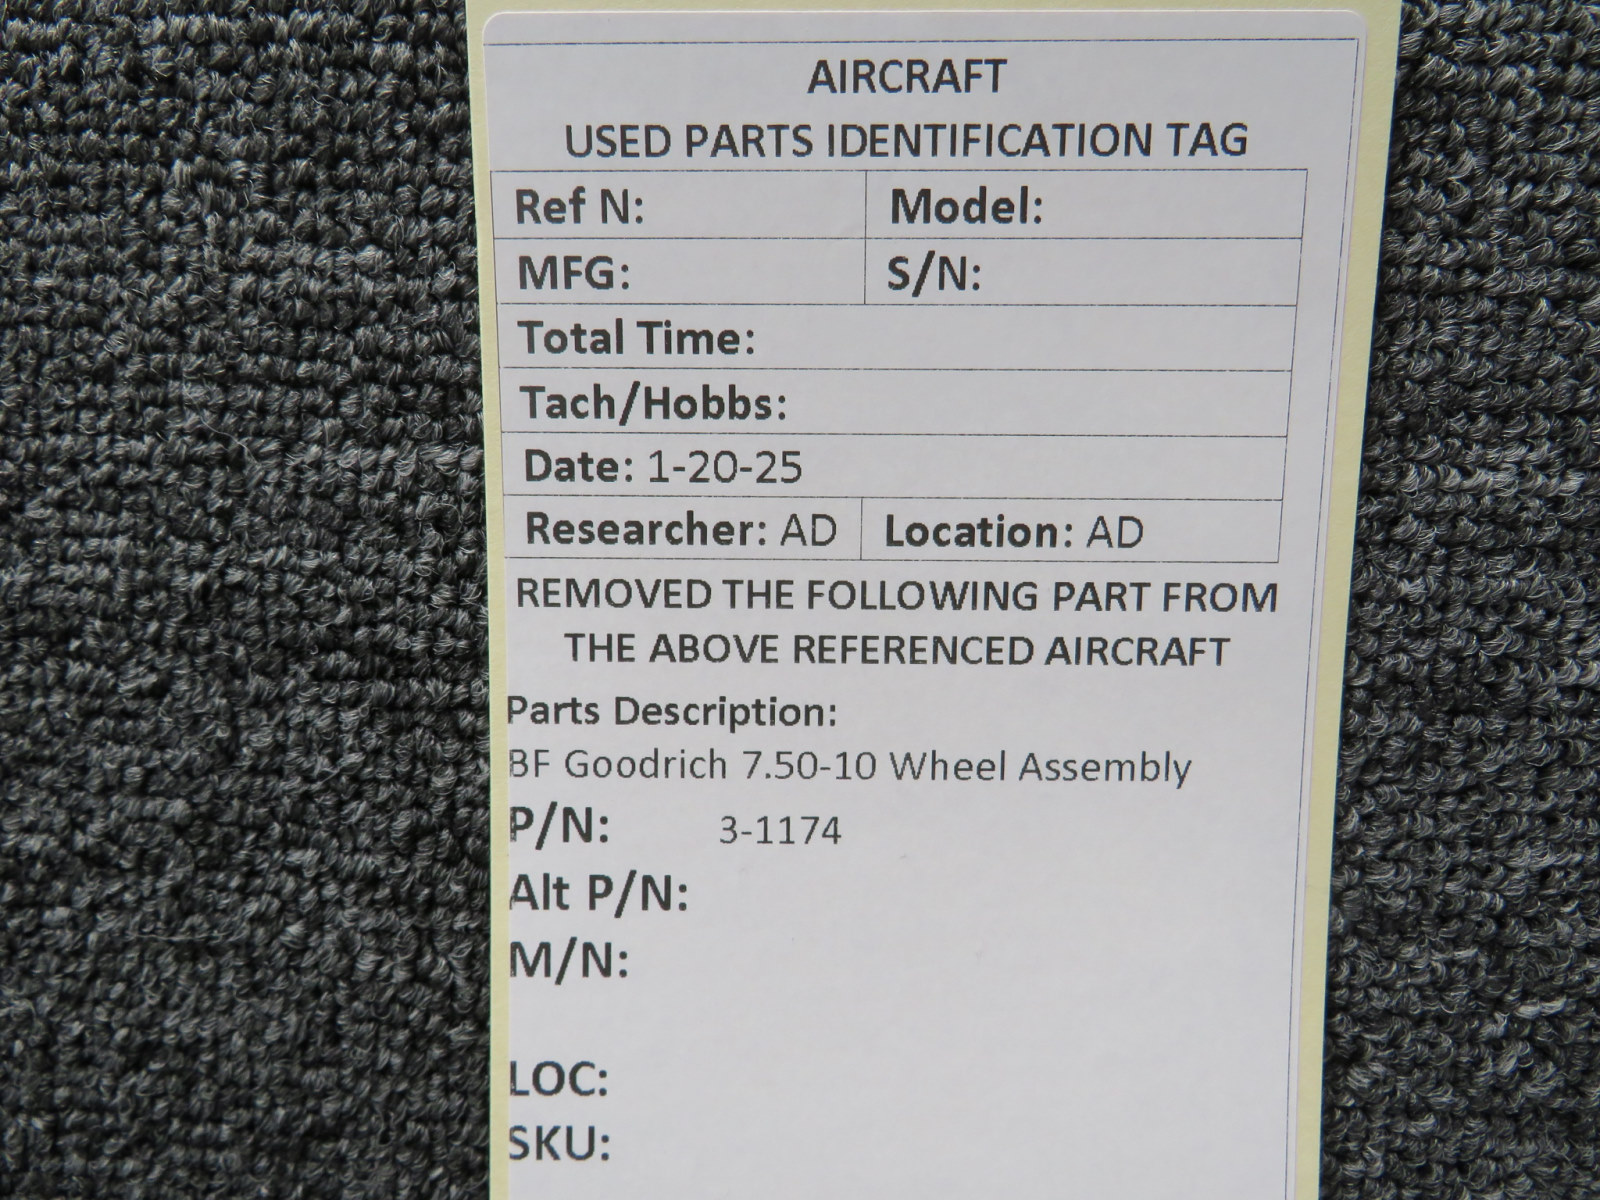 AIRCRAFT
USED PARTS IDENTIFICATION TAG
Ref N: Model:
MFG: S/N:
Total Time:
Tach/Hobbs:
Date: 1-20-25
Researcher: AD Location: AD
REMOVED THE FOLLOWING PART FROM
THE ABOVE REFERENCED AIRCRAFT
Parts Description:
BF Goodrich 7.50-10 Wheel Assembly
P/N: 3-1174
Alt P/N:
M/N:
LOC:
SKU: